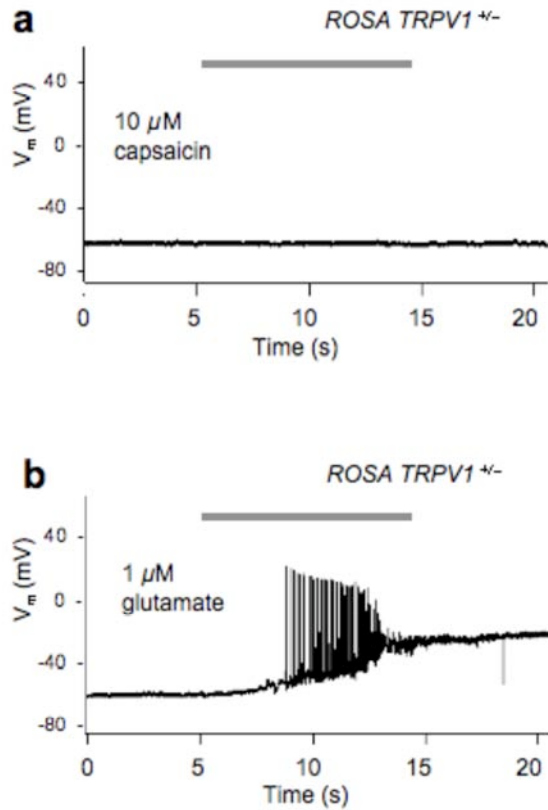 a
ROSA TRPV1 +/–
40
0
-40
-80
Vm (mV)
10 µM
capsaicin
0 5 10 15 20
Time (s)
b
ROSA TRPV1 +/–
40
0
-40
-80
Vm (mV)
1 µM
glutamate
0 5 10 15 20
Time (s)